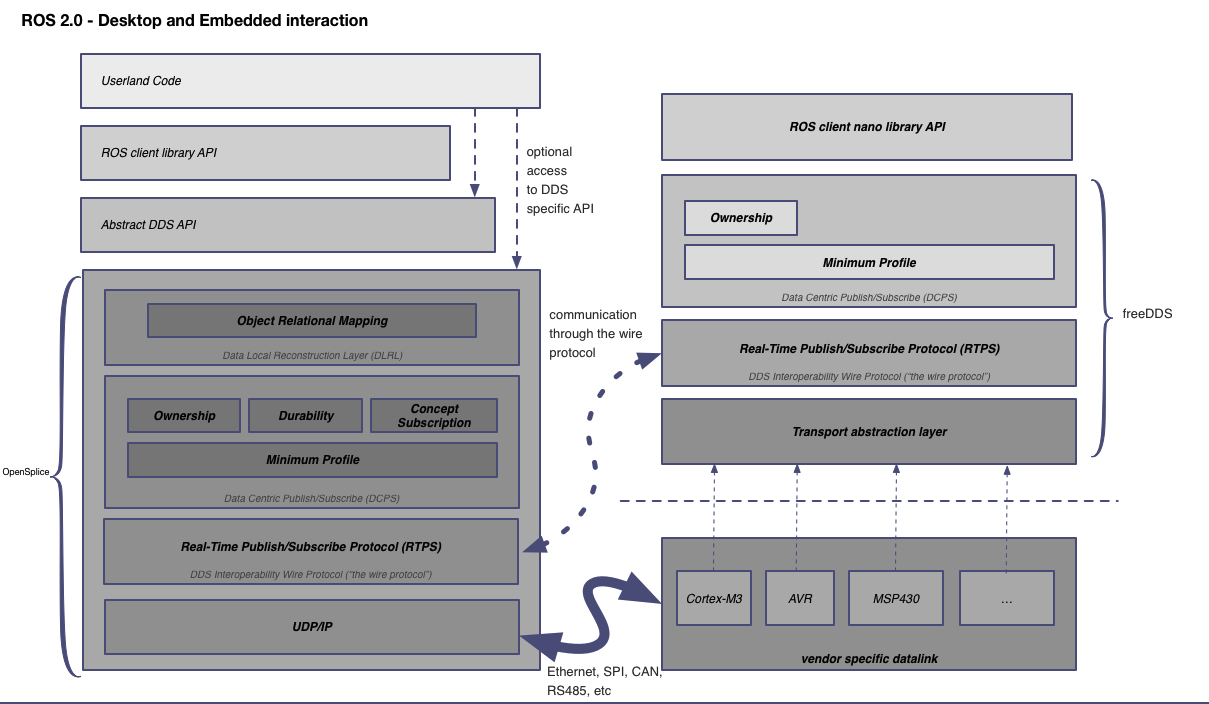 ROS 2.0 - Desktop and Embedded interaction
Userland Code
ROS client library API
Abstract DDS API
optional
access
to DDS
specific API
OpenSplice
Object Relational Mapping
Data Local Reconstruction Layer (DLRL)
Ownership
Durability
Concept
Subscription
Minimum Profile
Data Centric Publish/Subscribe (DCPS)
Real-Time Publish/Subscribe Protocol (RTPS)
DDS Interoperability Wire Protocol (“the wire protocol”)
UDP/IP
communication
through the wire
protocol
Ethernet, SPI, CAN,
RS485, etc
ROS client nano library API
Ownership
Minimum Profile
Data Centric Publish/Subscribe (DCPS)
Real-Time Publish/Subscribe Protocol (RTPS)
DDS Interoperability Wire Protocol (“the wire protocol”)
Transport abstraction layer
freeDDS
Cortex-M3
AVR
MSP430
...
vendor specific datalink